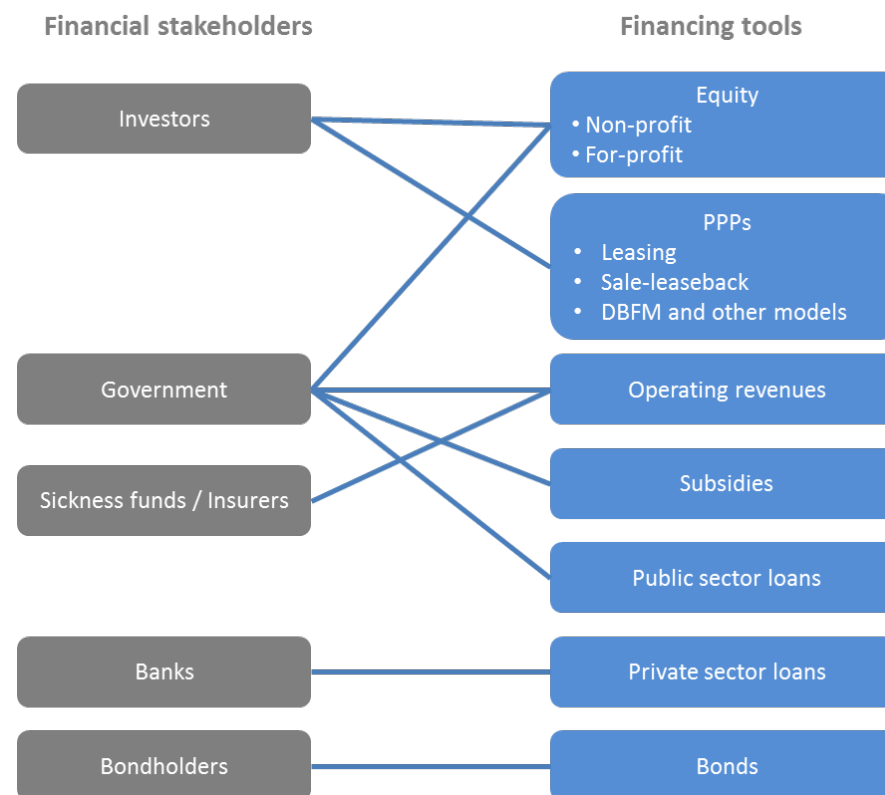 Financial stakeholders
Financing tools
Investors
Equity
• Non-profit
• For-profit
PPPs
• Leasing
• Sale-leaseback
• DBFM and other models
Government
Operating revenues
Sickness funds / Insurers
Subsidies
Public sector loans
Banks
Private sector loans
Bondholders
Bonds